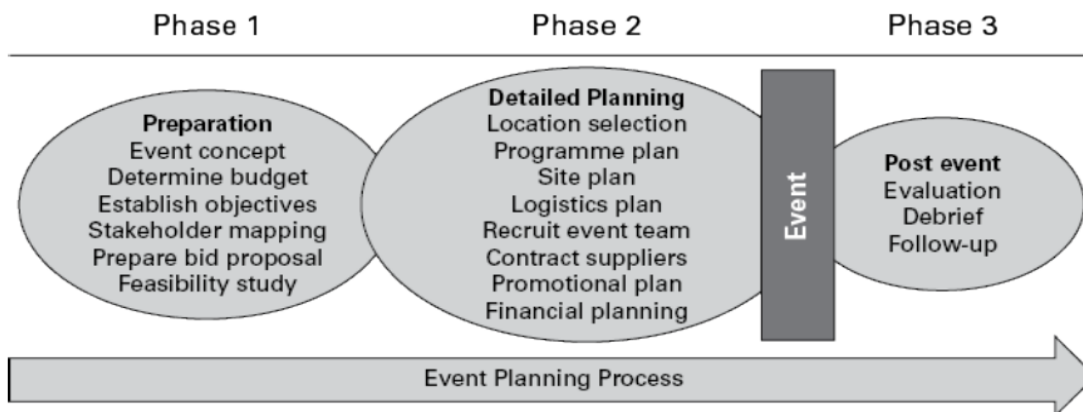 Phase 1
Phase 2
Phase 3
Preparation
Event concept
Determine budget
Establish objectives
Stakeholder mapping
Prepare bid proposal
Feasibility study
Detailed Planning
Location selection
Programme plan
Site plan
Logistics plan
Recruit event team
Contract suppliers
Promotional plan
Financial planning
Event
Post event
Evaluation
Debrief
Follow-up
Event Planning Process